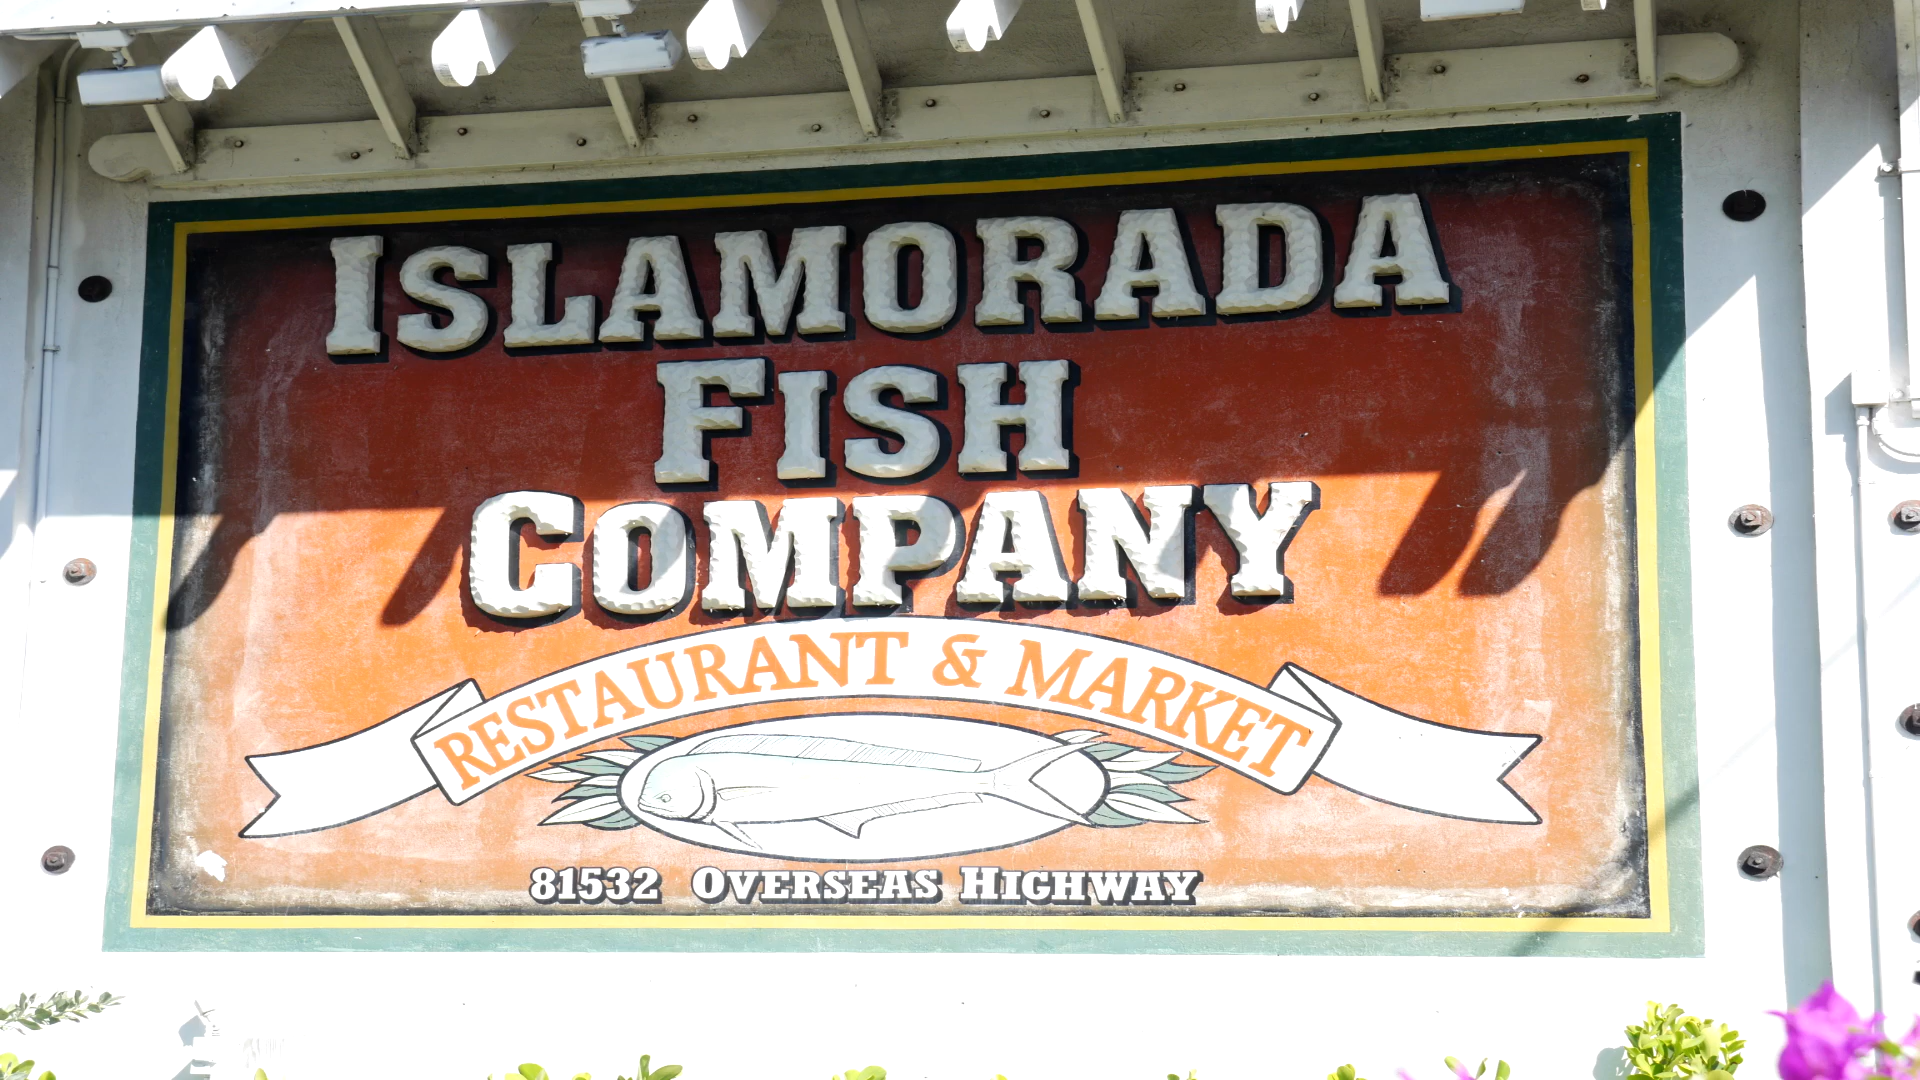 ISLAMORADA
FISH
COMPANY
RESTAURANT & MARKET
81532 OVERSEAS HIGHWAY